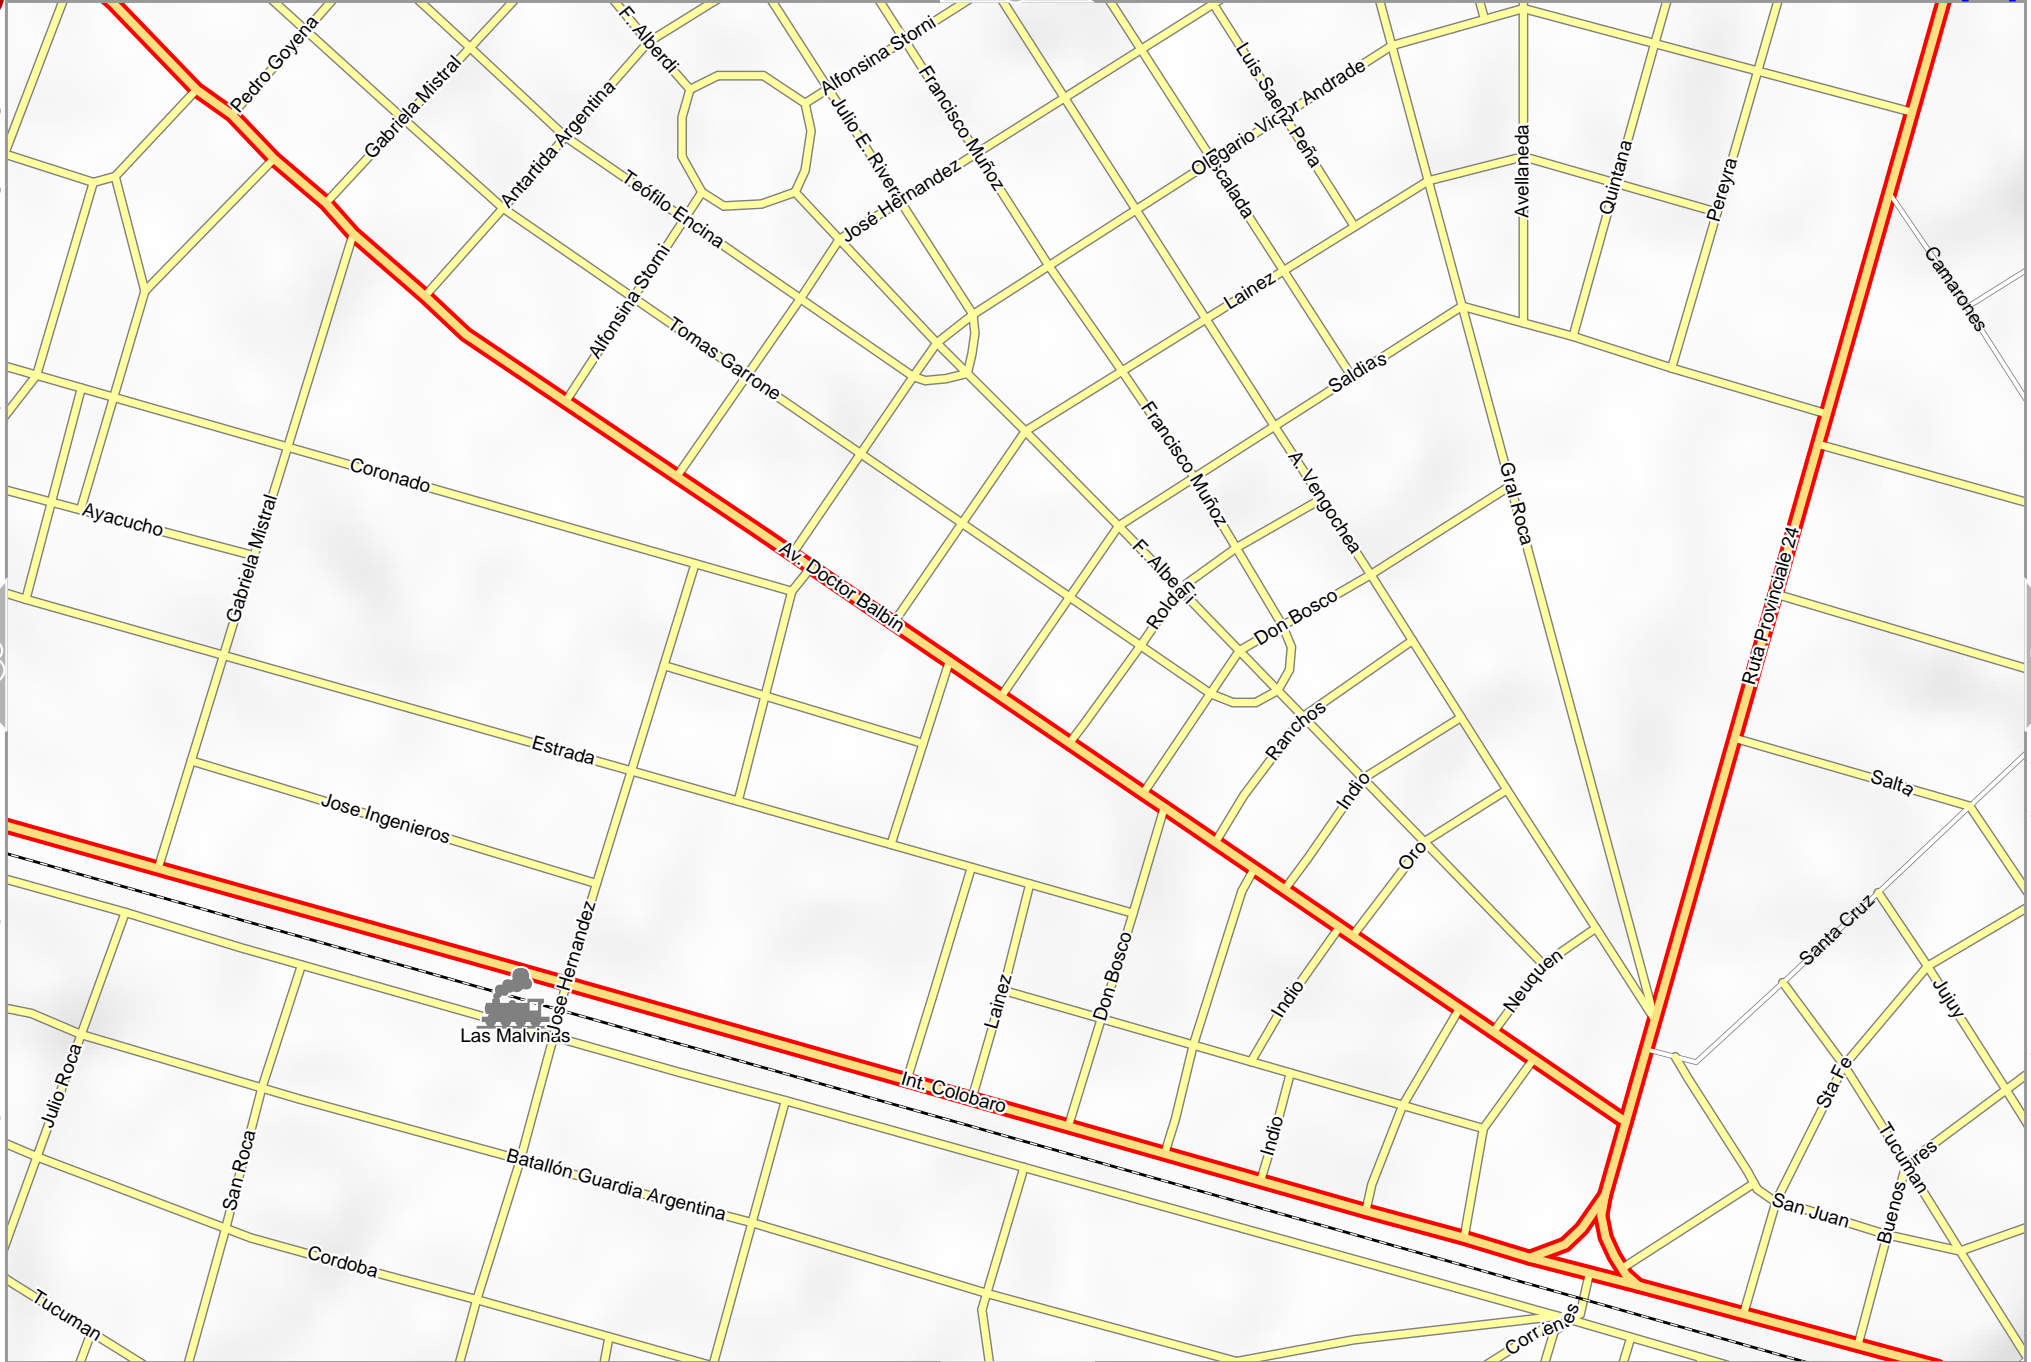 F. Alberdi
Pedro Goyena
Alfonsina Storni
Gabriela Mistral
Luis Saenz Peña
Olegario Victor Andrade
Francisco Muñoz
Antartida Argentina
Julio E. Rivera
Avellaneda
Quintana
Pereyra
Escalada
José Hernandez
Teófilo Encina
Camarones
Alfonsina Storni
Lainez
Tomas Garrone
Saldias
Coronado
Francisco Muñoz
A. Vengochea
Gral Roca
Ayacucho
Gabriela Mistral
Av. Doctor Balbin
F. Alberdi
Roldan
Don Bosco
Ruta Provinciale 24
Estrada
Ranchos
Indio
Salta
Jose Ingenieros
Oro
Santa Cruz
Jose Hernandez
Don Bosco
Lainez
Indio
Neuquen
Jujuy
Las Malvinas
Julio Roca
Int. Colobaro
Sta Fe
Indio
Tucuman
Buenos Aires
San Roca
Batallón Guardia Argentina
San Juan
Cordoba
Tucuman
Corrienes